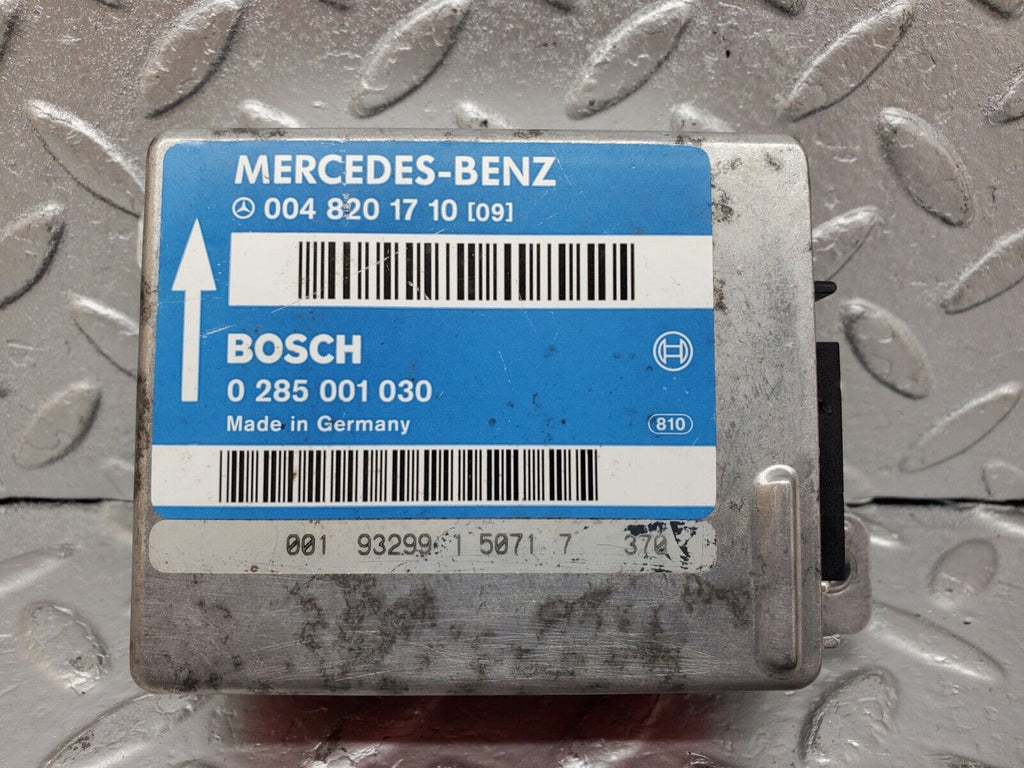 MERCEDES-BENZ
004 820 17 10 [09]
BOSCH
0 285 001 030
Made in Germany
810
001 93299 1 5071 7 370